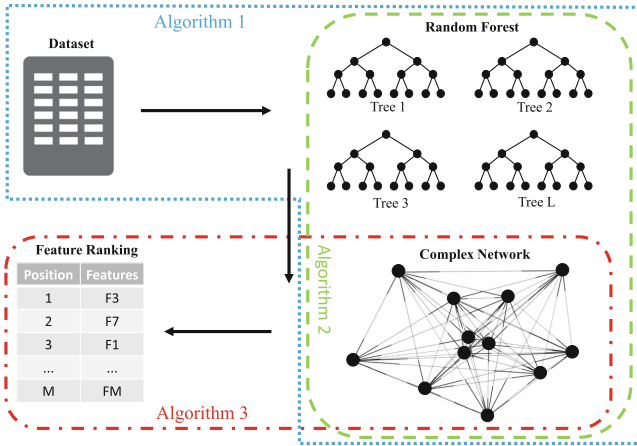 Algorithm 1
Dataset
Random Forest
Tree 1
Tree 2
Tree 3
Tree L
Algorithm 2
Feature Ranking
Position Features
1 F3
2 F7
3 F1
... ...
M FM
Complex Network
Algorithm 3